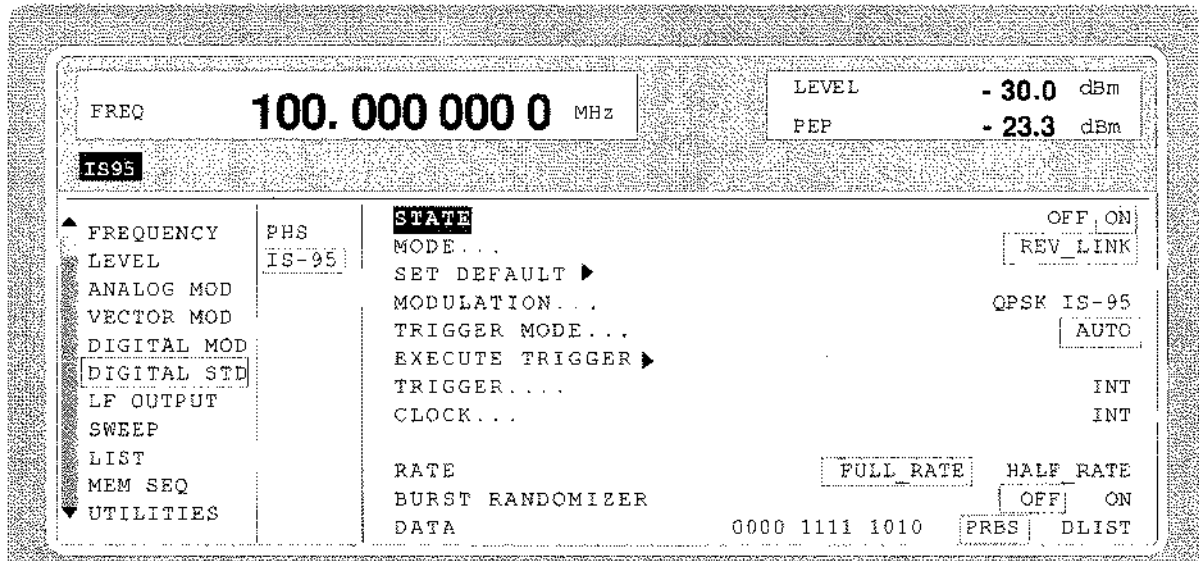 FREQ 100. 000 000 0 MHz
LEVEL - 30.0 dBm
PEP - 23.3 dBm
IS95
FREQUENCY
LEVEL
ANALOG MOD
VECTOR MOD
DIGITAL MOD
DIGITAL STD
LF OUTPUT
SWEEP
LIST
MEM SEQ
UTILITIES
PHS
IS-95
STATE OFF ON
MODE... REV_LINK
SET DEFAULT
MODULATION... QPSK IS-95
TRIGGER MODE... AUTO
EXECUTE TRIGGER
TRIGGER.... INT
CLOCK... INT
RATE FULL_RATE HALF_RATE
BURST RANDOMIZER OFF ON
DATA 0000 1111 1010 PRBS DLIST